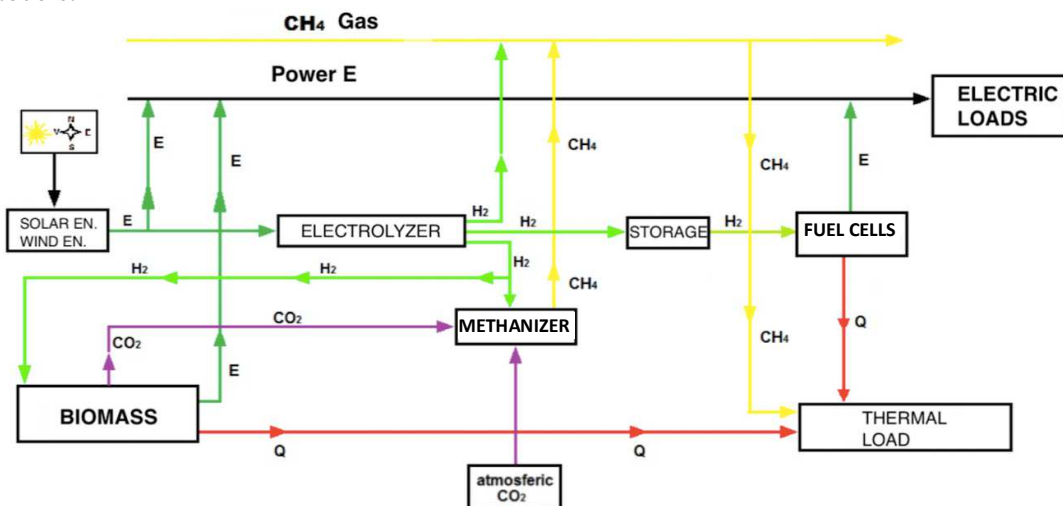 CH₄ Gas
Power E
ELECTRIC
LOADS
N
V E
S
E
E
CH₄
CH₄
E
SOLAR EN.
WIND EN.
E
ELECTROLYZER
H₂
H₂
STORAGE
H₂
FUEL CELLS
H₂
H₂
H₂
CH₄
CO₂
METHANIZER
Q
CO₂
CH₄
E
BIOMASS
THERMAL
LOAD
Q
Q
atmosferic
CO₂